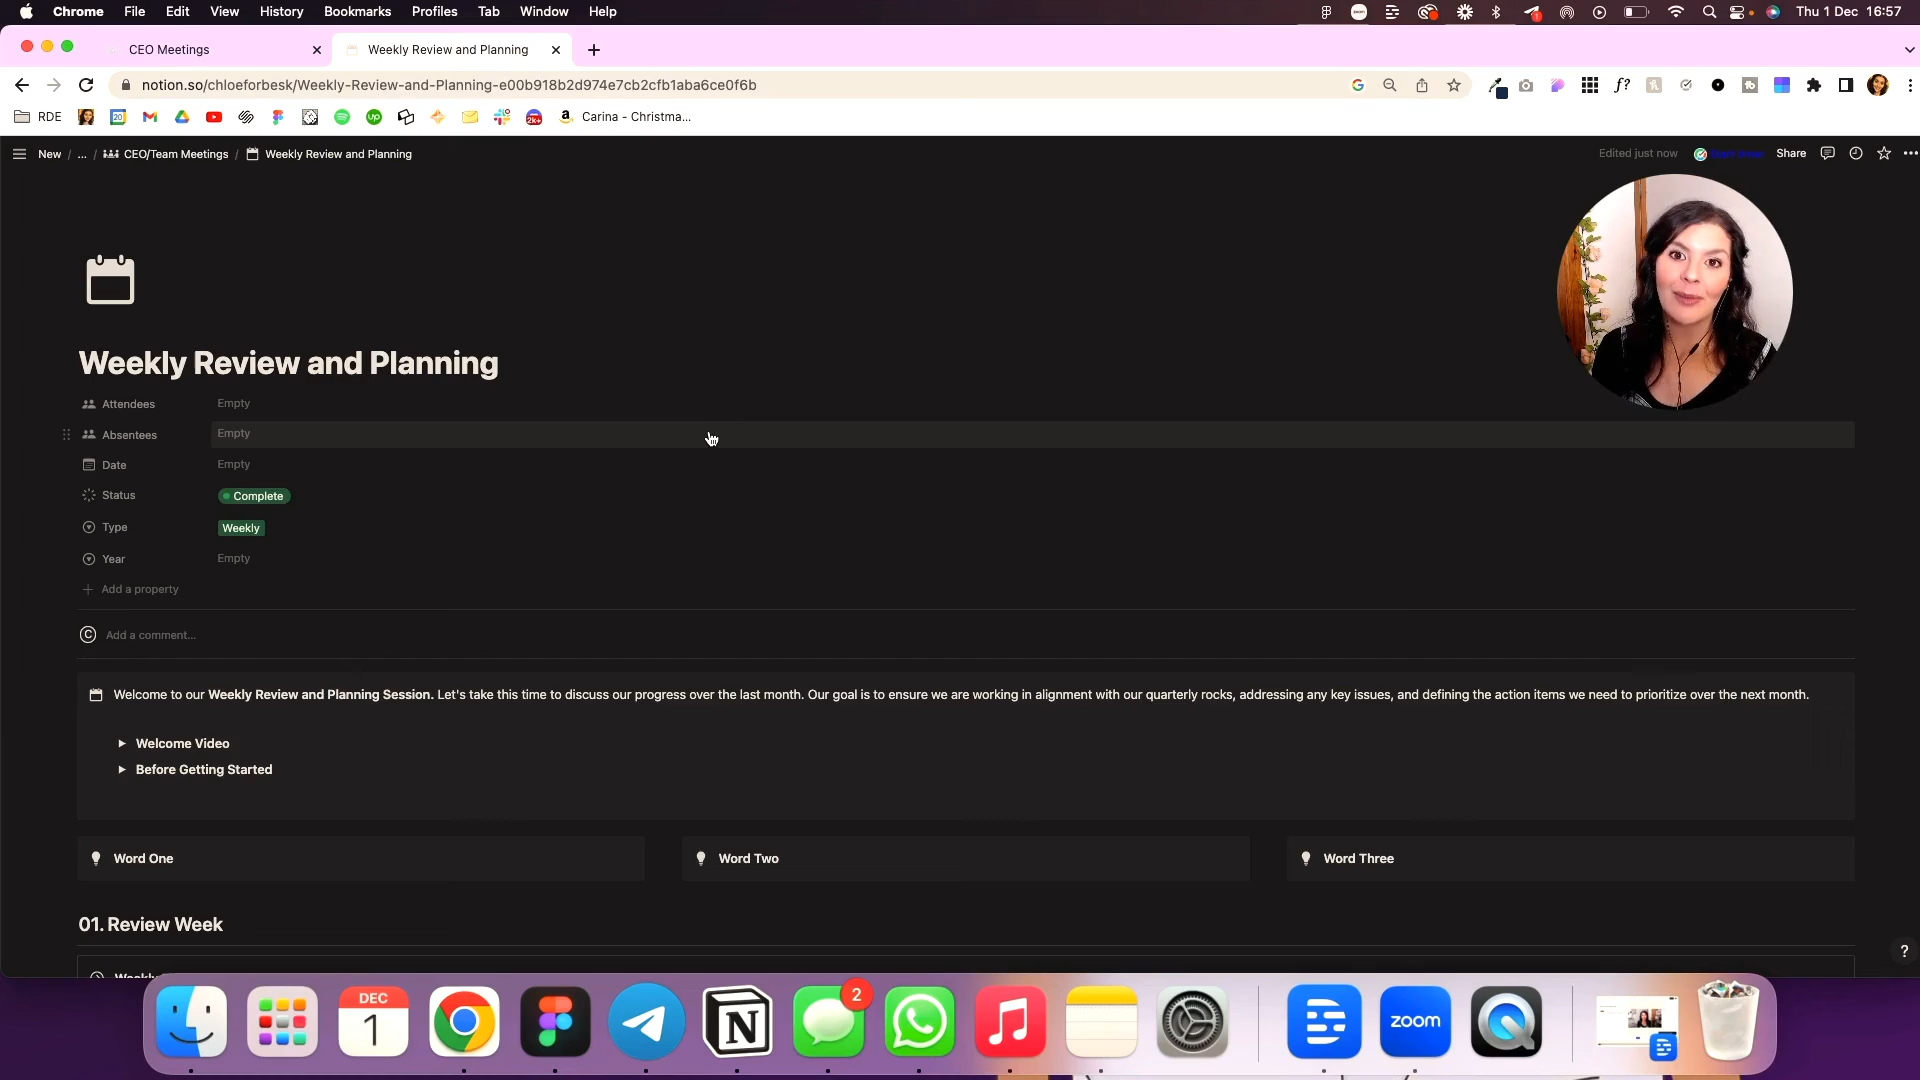 Chrome File Edit View History Bookmarks Profiles Tab Window Help
Thu 1 Dec 16:57
CEO Meetings
Weekly Review and Planning
notion.so/chloeforbesk/Weekly-Review-and-Planning-e00b918b2d974e7cb2cfb1aba6ce0f6b
RDE
Carina - Christma...
New / ... / CEO/Team Meetings / Weekly Review and Planning
Edited just now
Share
Weekly Review and Planning
Attendees Empty
Absentees Empty
Date Empty
Status Complete
Type Weekly
Year Empty
Add a property
Add a comment...
Welcome to our Weekly Review and Planning Session. Let's take this time to discuss our progress over the last month. Our goal is to ensure we are working in alignment with our quarterly rocks, addressing any key issues, and defining the action items we need to prioritize over the next month.
Welcome Video
Before Getting Started
Word One
Word Two
Word Three
01. Review Week
DEC
1
2
zoom